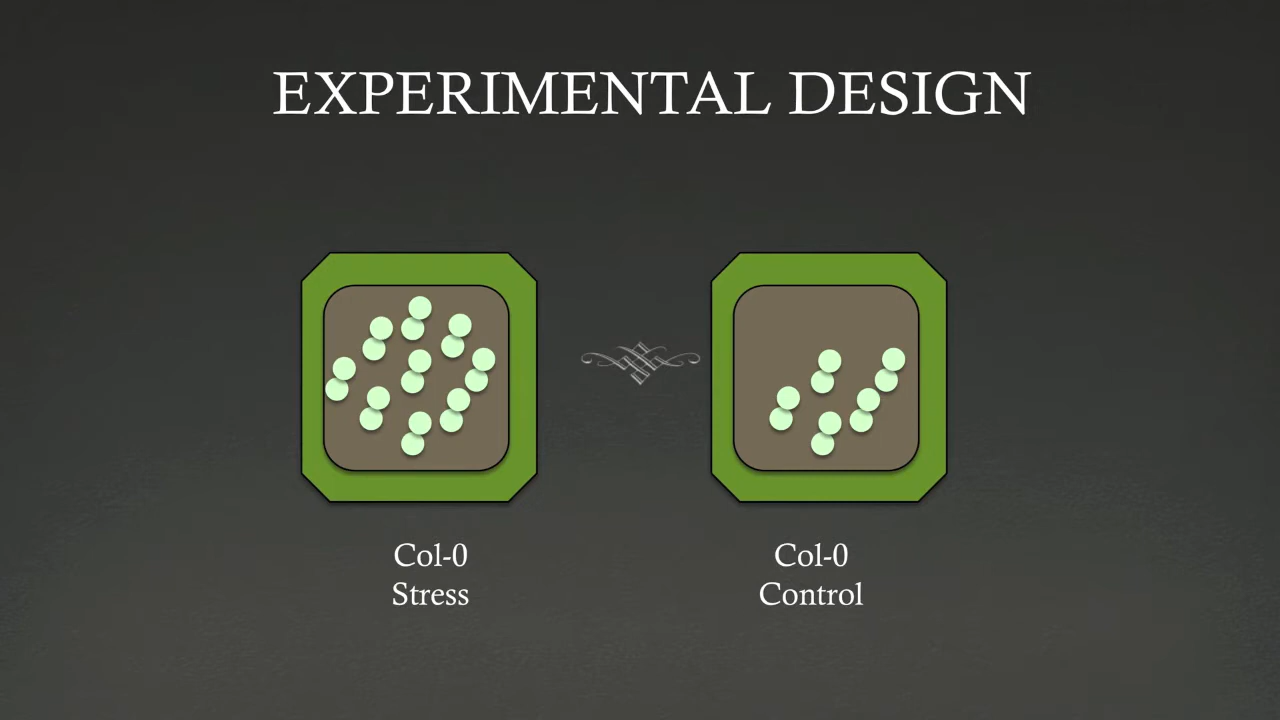 EXPERIMENTAL DESIGN
Col-0
Stress
Col-0
Control